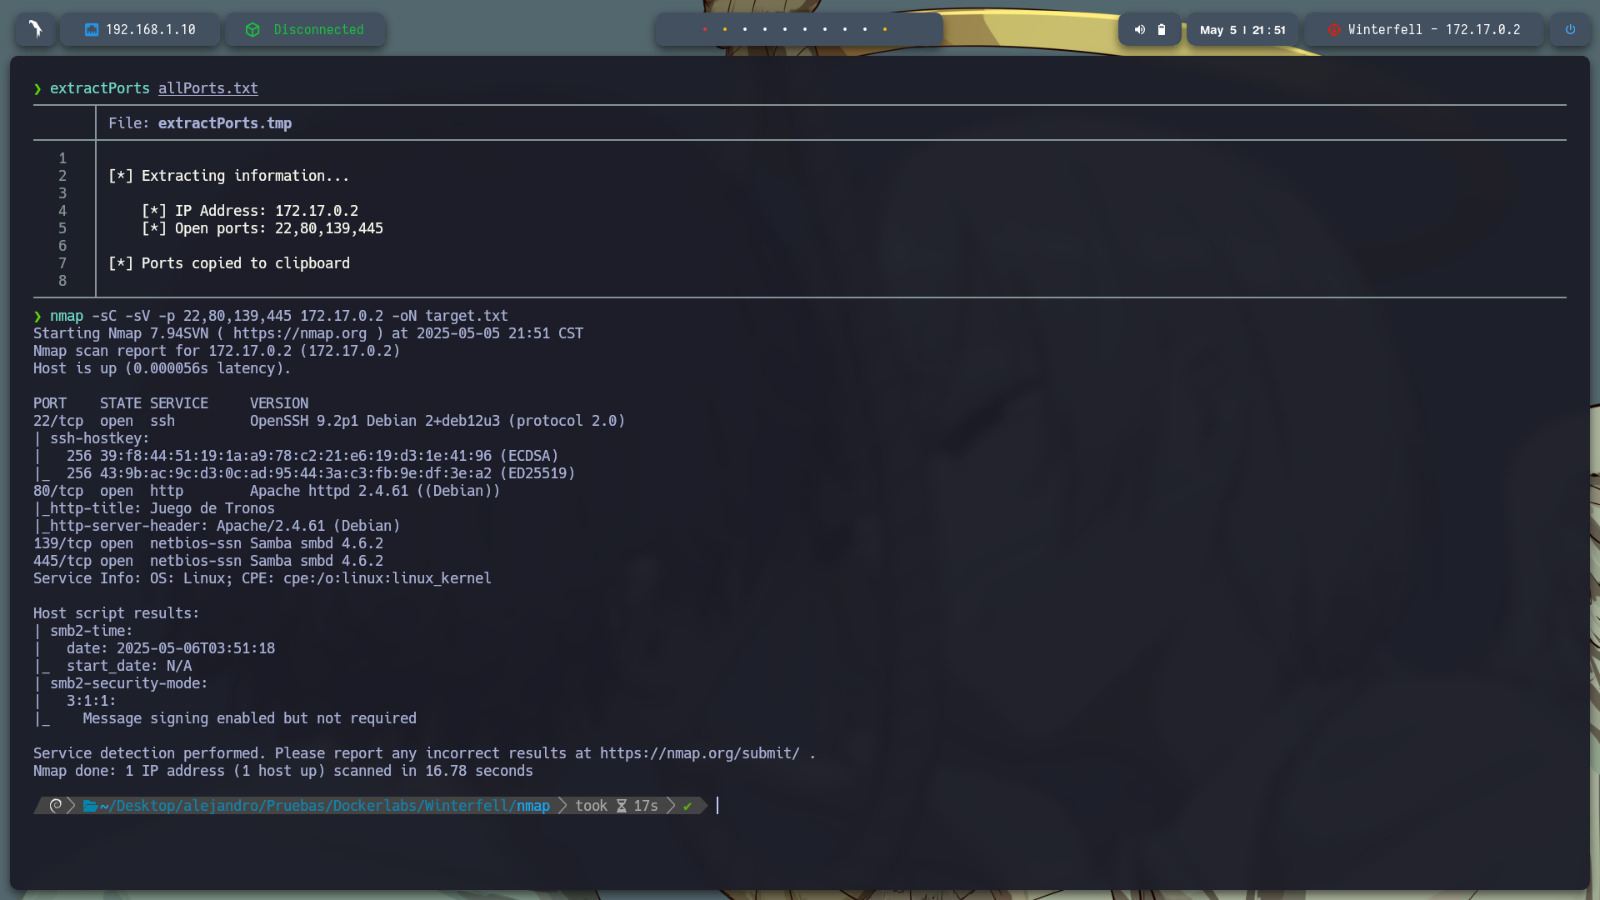 192.168.1.10
Disconnected
May 5 | 21:51
Winterfell - 172.17.0.2
❯ extractPorts allPorts.txt
File: extractPorts.tmp
1
2 [*] Extracting information...
3
4 [*] IP Address: 172.17.0.2
5 [*] Open ports: 22,80,139,445
6
7 [*] Ports copied to clipboard
8
❯ nmap -sC -sV -p 22,80,139,445 172.17.0.2 -oN target.txt
Starting Nmap 7.94SVN ( https://nmap.org ) at 2025-05-05 21:51 CST
Nmap scan report for 172.17.0.2 (172.17.0.2)
Host is up (0.000056s latency).
PORT    STATE SERVICE     VERSION
22/tcp  open  ssh         OpenSSH 9.2p1 Debian 2+deb12u3 (protocol 2.0)
| ssh-hostkey:
|   256 39:f8:44:51:19:1a:a9:78:c2:21:e6:19:d3:1e:41:96 (ECDSA)
|_  256 43:9b:ac:9c:d3:0c:ad:95:44:3a:c3:fb:9e:df:3e:a2 (ED25519)
80/tcp  open  http        Apache httpd 2.4.61 ((Debian))
|_http-title: Juego de Tronos
|_http-server-header: Apache/2.4.61 (Debian)
139/tcp open  netbios-ssn Samba smbd 4.6.2
445/tcp open  netbios-ssn Samba smbd 4.6.2
Service Info: OS: Linux; CPE: cpe:/o:linux:linux_kernel
Host script results:
| smb2-time:
|   date: 2025-05-06T03:51:18
|_  start_date: N/A
| smb2-security-mode:
|   3:1:1:
|_    Message signing enabled but not required
Service detection performed. Please report any incorrect results at https://nmap.org/submit/ .
Nmap done: 1 IP address (1 host up) scanned in 16.78 seconds
~/Desktop/alejandro/Pruebas/Dockerlabs/Winterfell/nmap took 17s ✔